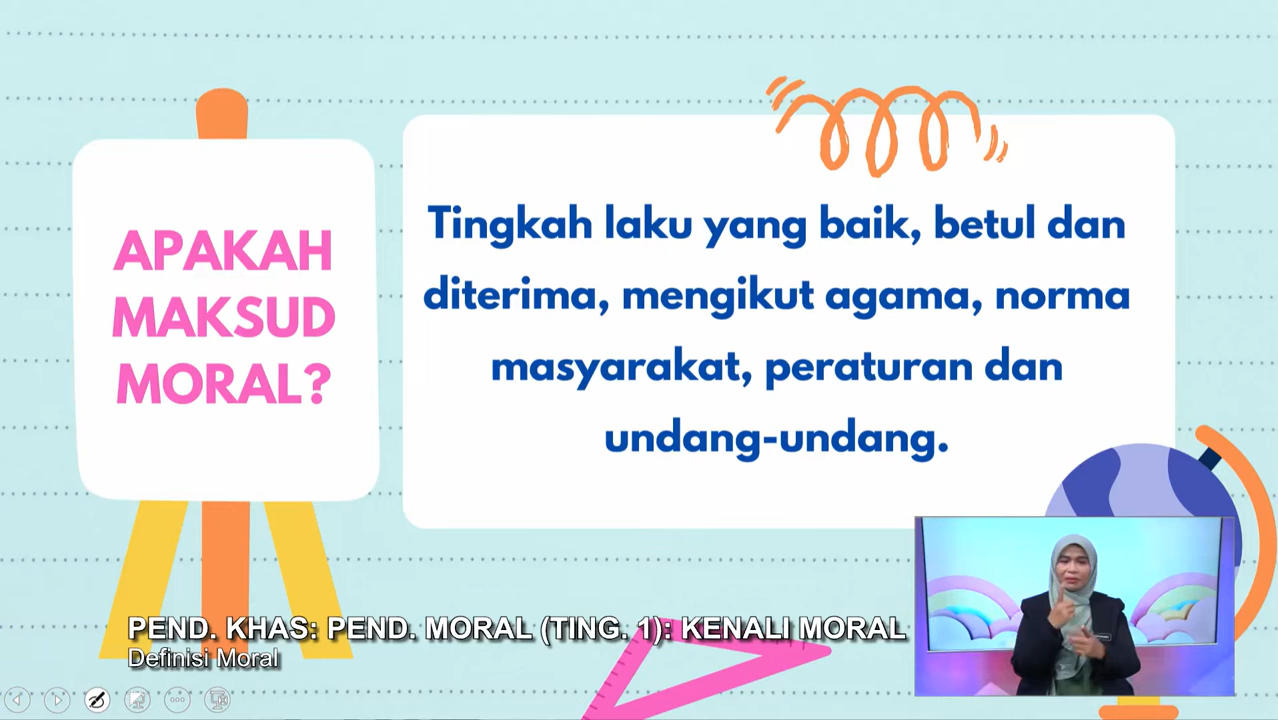 APAKAH
MAKSUD
MORAL?
Tingkah laku yang baik, betul dan
diterima, mengikut agama, norma
masyarakat, peraturan dan
undang-undang.
PEND. KHAS: PEND. MORAL (TING. 1): KENALI MORAL
Definisi Moral